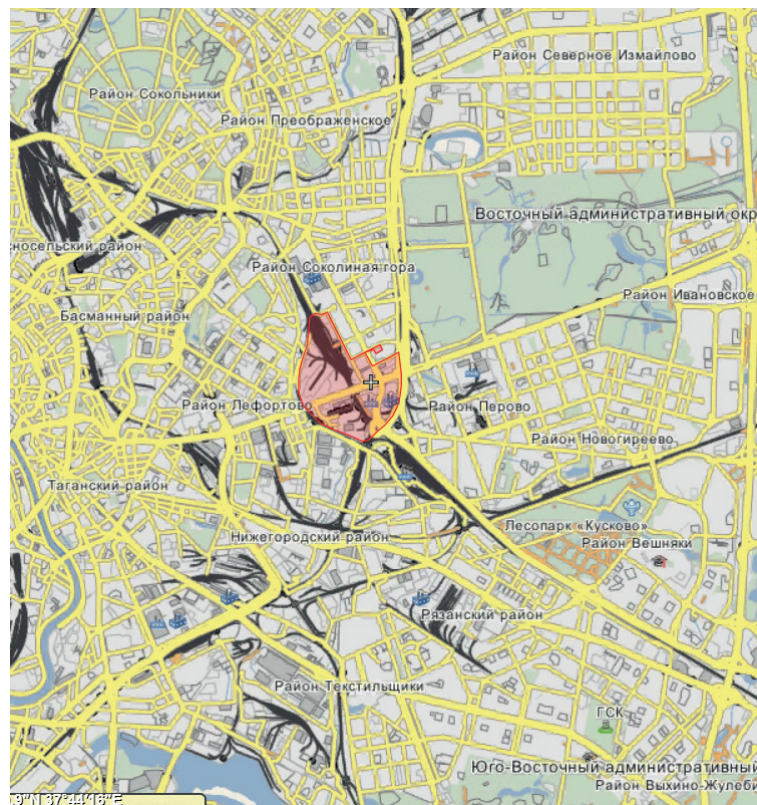 Район Северное Измайлово
Район Сокольники
Район Преображенское
Восточный административный окр
сносельский район
Район Соколиная гора
Район Ивановское
Басманный район
Район Лефортово
Район Перово
Район Новогиреево
Таганский район
Лесопарк «Кусково»
Нижегородский район
Район Вешняки
Рязанский район
Район Текстильщики
ГСК
Юго-Восточный административный
Район Выхино-Жулеби
9"N 37°44'16"E